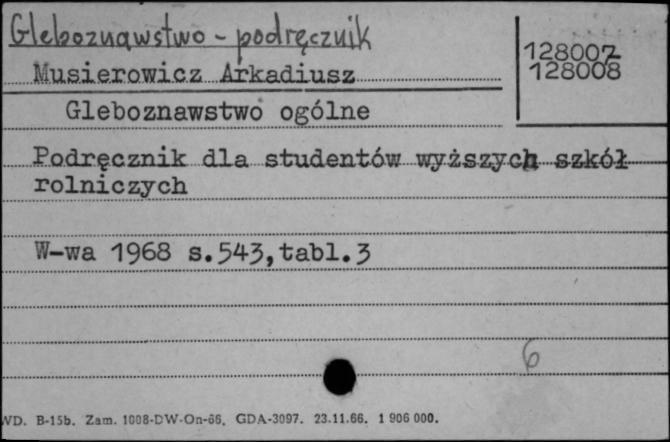 Gleboznawstwo - podręcznik
128007
128008
Musierowicz Arkadiusz
Gleboznawstwo ogólne
Podręcznik dla studentów wyższych szkół
rolniczych
W-wa 1968 s.543,tabl.3
6
WD. B-15b. Zam. 1008-DW-On-66. GDA-3097. 23.11.66. 1 906 000.